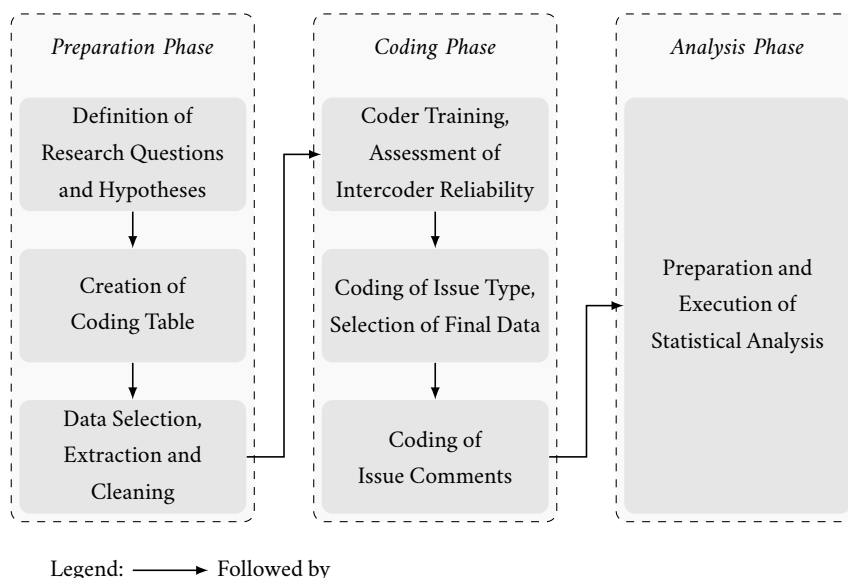 Preparation Phase
Definition of
Research Questions
and Hypotheses
Creation of
Coding Table
Data Selection,
Extraction and
Cleaning
Coding Phase
Coder Training,
Assessment of
Intercoder Reliability
Coding of Issue Type,
Selection of Final Data
Coding of
Issue Comments
Analysis Phase
Preparation and
Execution of
Statistical Analysis
Legend: Followed by